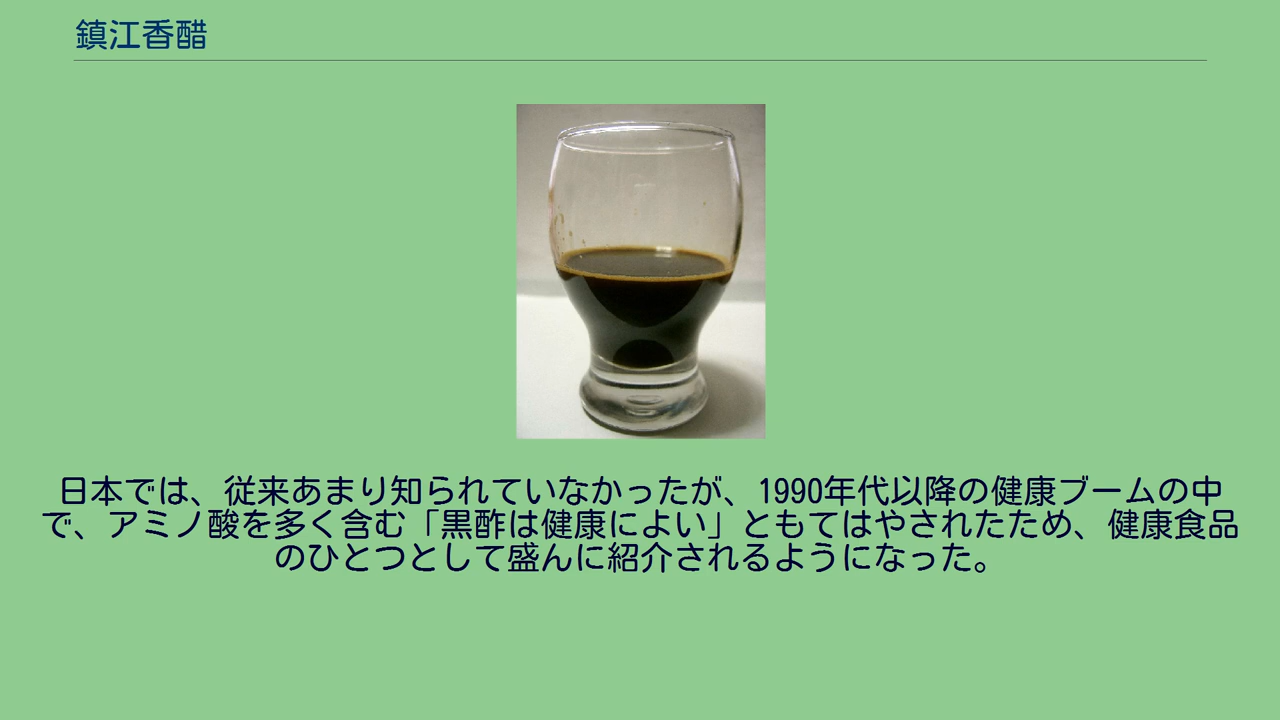 鎮江香醋
日本では、従来あまり知られていなかったが、1990年代以降の健康ブームの中
で、アミノ酸を多く含む「黒酢は健康によい」ともてはやされたため、健康食品
のひとつとして盛んに紹介されるようになった。